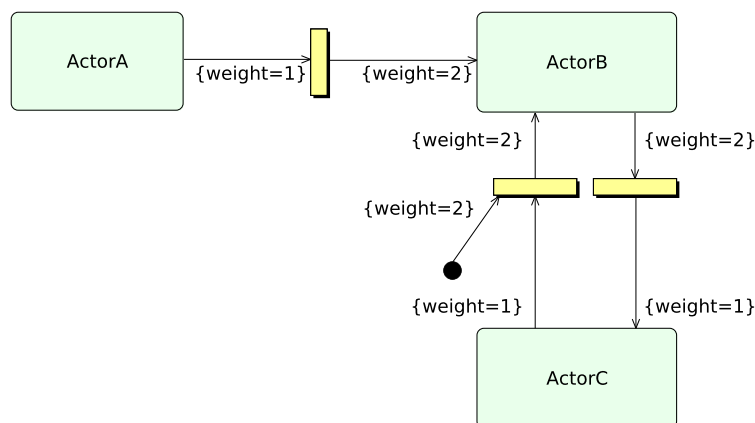 ActorA
ActorB
{weight=1}
{weight=2}
{weight=2}
{weight=2}
{weight=2}
{weight=1}
{weight=1}
ActorC